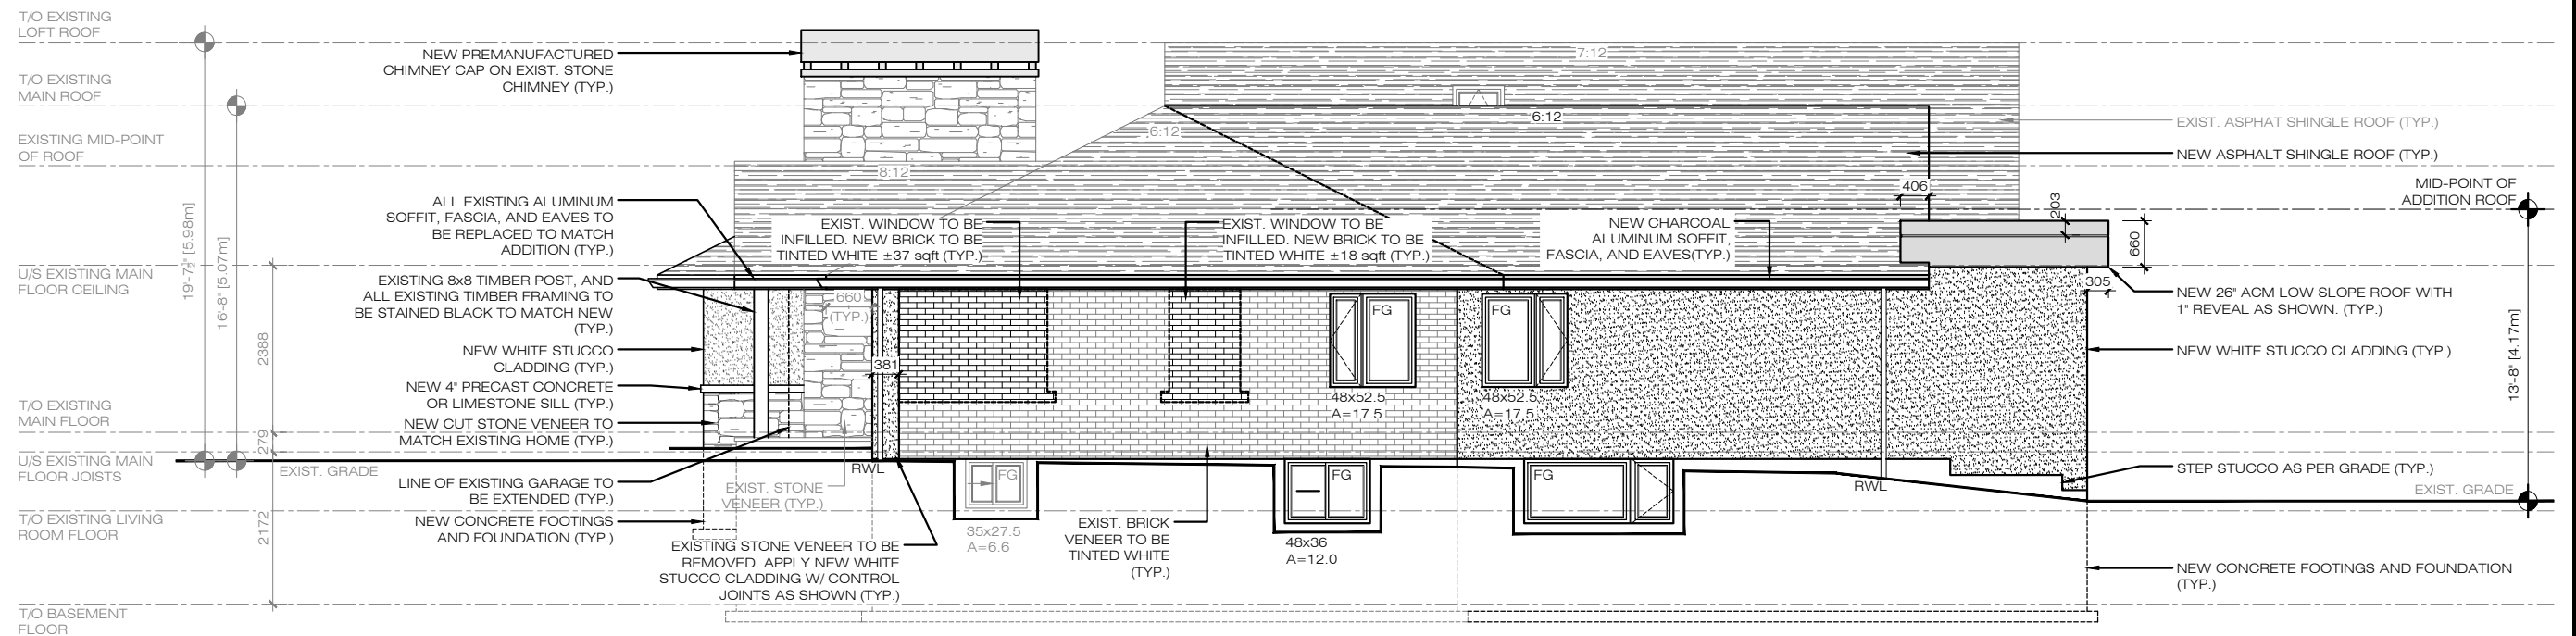 T/O EXISTING
LOFT ROOF
T/O EXISTING
MAIN ROOF
EXISTING MID-POINT
OF ROOF
U/S EXISTING MAIN
FLOOR CEILING
T/O EXISTING
MAIN FLOOR
U/S EXISTING MAIN
FLOOR JOISTS
T/O EXISTING LIVING
ROOM FLOOR
T/O BASEMENT
FLOOR
19'-7½" [5.98m]
16'-8" [5.07m]
2388
279
2172
EXIST. GRADE
NEW PREMANUFACTURED
CHIMNEY CAP ON EXIST. STONE
CHIMNEY (TYP.)
ALL EXISTING ALUMINUM
SOFFIT, FASCIA, AND EAVES TO
BE REPLACED TO MATCH
ADDITION (TYP.)
EXISTING 8x8 TIMBER POST, AND
ALL EXISTING TIMBER FRAMING TO
BE STAINED BLACK TO MATCH NEW
(TYP.)
NEW WHITE STUCCO
CLADDING (TYP.)
NEW 4" PRECAST CONCRETE
OR LIMESTONE SILL (TYP.)
NEW CUT STONE VENEER TO
MATCH EXISTING HOME (TYP.)
LINE OF EXISTING GARAGE TO
BE EXTENDED (TYP.)
NEW CONCRETE FOOTINGS
AND FOUNDATION (TYP.)
EXISTING STONE VENEER TO BE
REMOVED. APPLY NEW WHITE
STUCCO CLADDING W/ CONTROL
JOINTS AS SHOWN (TYP.)
EXIST. STONE
VENEER (TYP.)
8:12
6:12
7:12
6:12
660
(TYP.)
381
RWL
EXIST. WINDOW TO BE
INFILLED. NEW BRICK TO BE
TINTED WHITE ±37 sqft (TYP.)
EXIST. WINDOW TO BE
INFILLED. NEW BRICK TO BE
TINTED WHITE ±18 sqft (TYP.)
NEW CHARCOAL
ALUMINUM SOFFIT,
FASCIA, AND EAVES(TYP.)
FG
48x52.5
A=17.5
FG
48x52.5
A=17.5
FG
35x27.5
A=6.6
EXIST. BRICK
VENEER TO BE
TINTED WHITE
(TYP.)
FG
48x36
A=12.0
FG
RWL
406
203
660
305
EXIST. ASPHAT SHINGLE ROOF (TYP.)
NEW ASPHALT SHINGLE ROOF (TYP.)
MID-POINT OF
ADDITION ROOF
NEW 26" ACM LOW SLOPE ROOF WITH
1" REVEAL AS SHOWN. (TYP.)
NEW WHITE STUCCO CLADDING (TYP.)
13'-8" [4.17m]
STEP STUCCO AS PER GRADE (TYP.)
EXIST. GRADE
NEW CONCRETE FOOTINGS AND FOUNDATION
(TYP.)